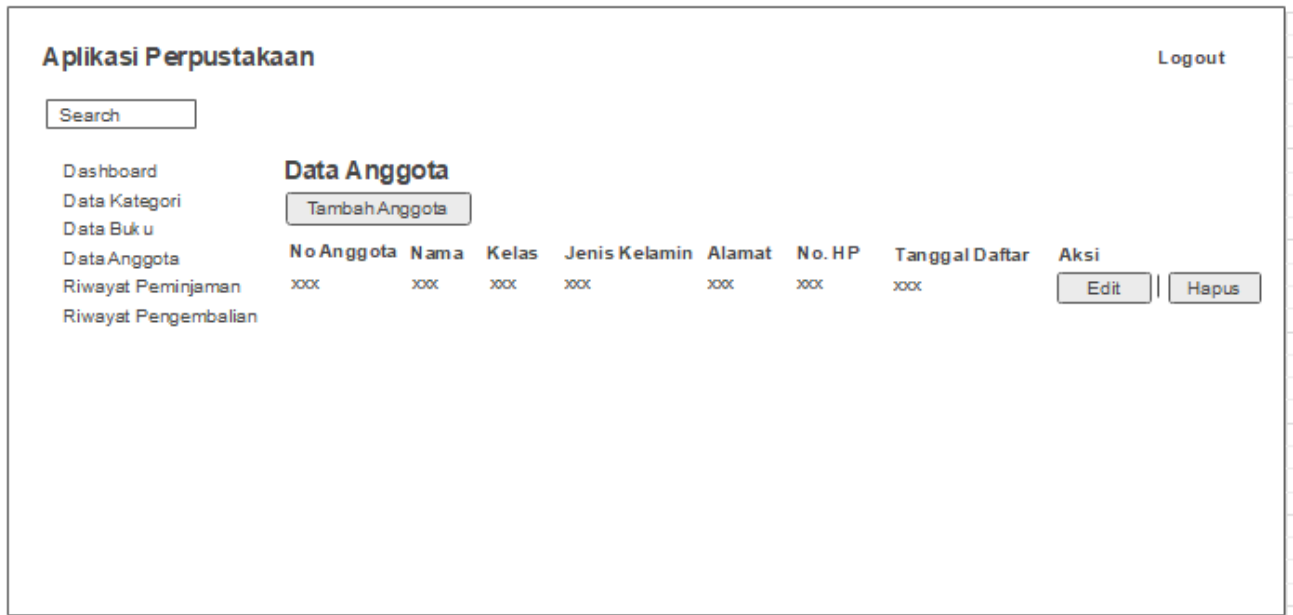 Aplikasi Perpustakaan
Logout
Search
Dashboard
Data Kategori
Data Buku
Data Anggota
Riwayat Peminjaman
Riwayat Pengembalian
Data Anggota
Tambah Anggota
No Anggota Nama Kelas Jenis Kelamin Alamat No. HP Tanggal Daftar Aksi
xxx xxx xxx xxx xxx xxx xxx Edit | Hapus